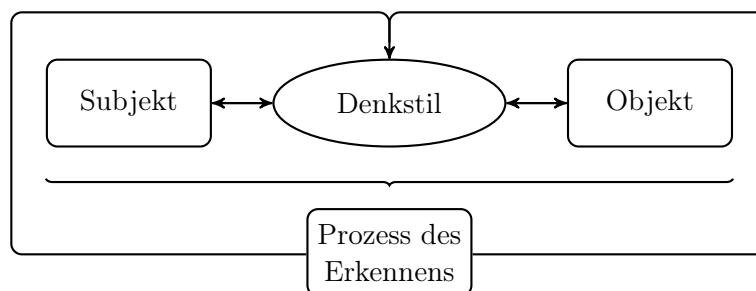 Subjekt
Denkstil
Objekt
Prozess des
Erkennens